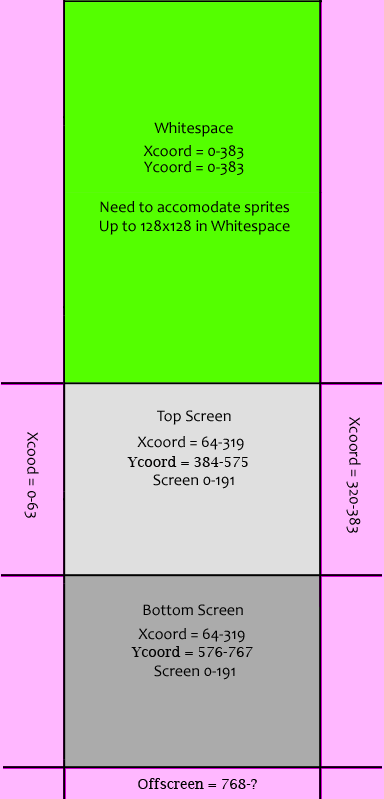 Whitespace
Xcoord = 0-383
Ycoord = 0-383
Need to accomodate sprites
Up to 128x128 in Whitespace
Top Screen
Xcoord = 64-319
Ycoord = 384-575
Screen 0-191
Xcood = 0-63
Xcoord = 320-383
Bottom Screen
Xcoord = 64-319
Ycoord = 576-767
Screen 0-191
Offscreen = 768-?